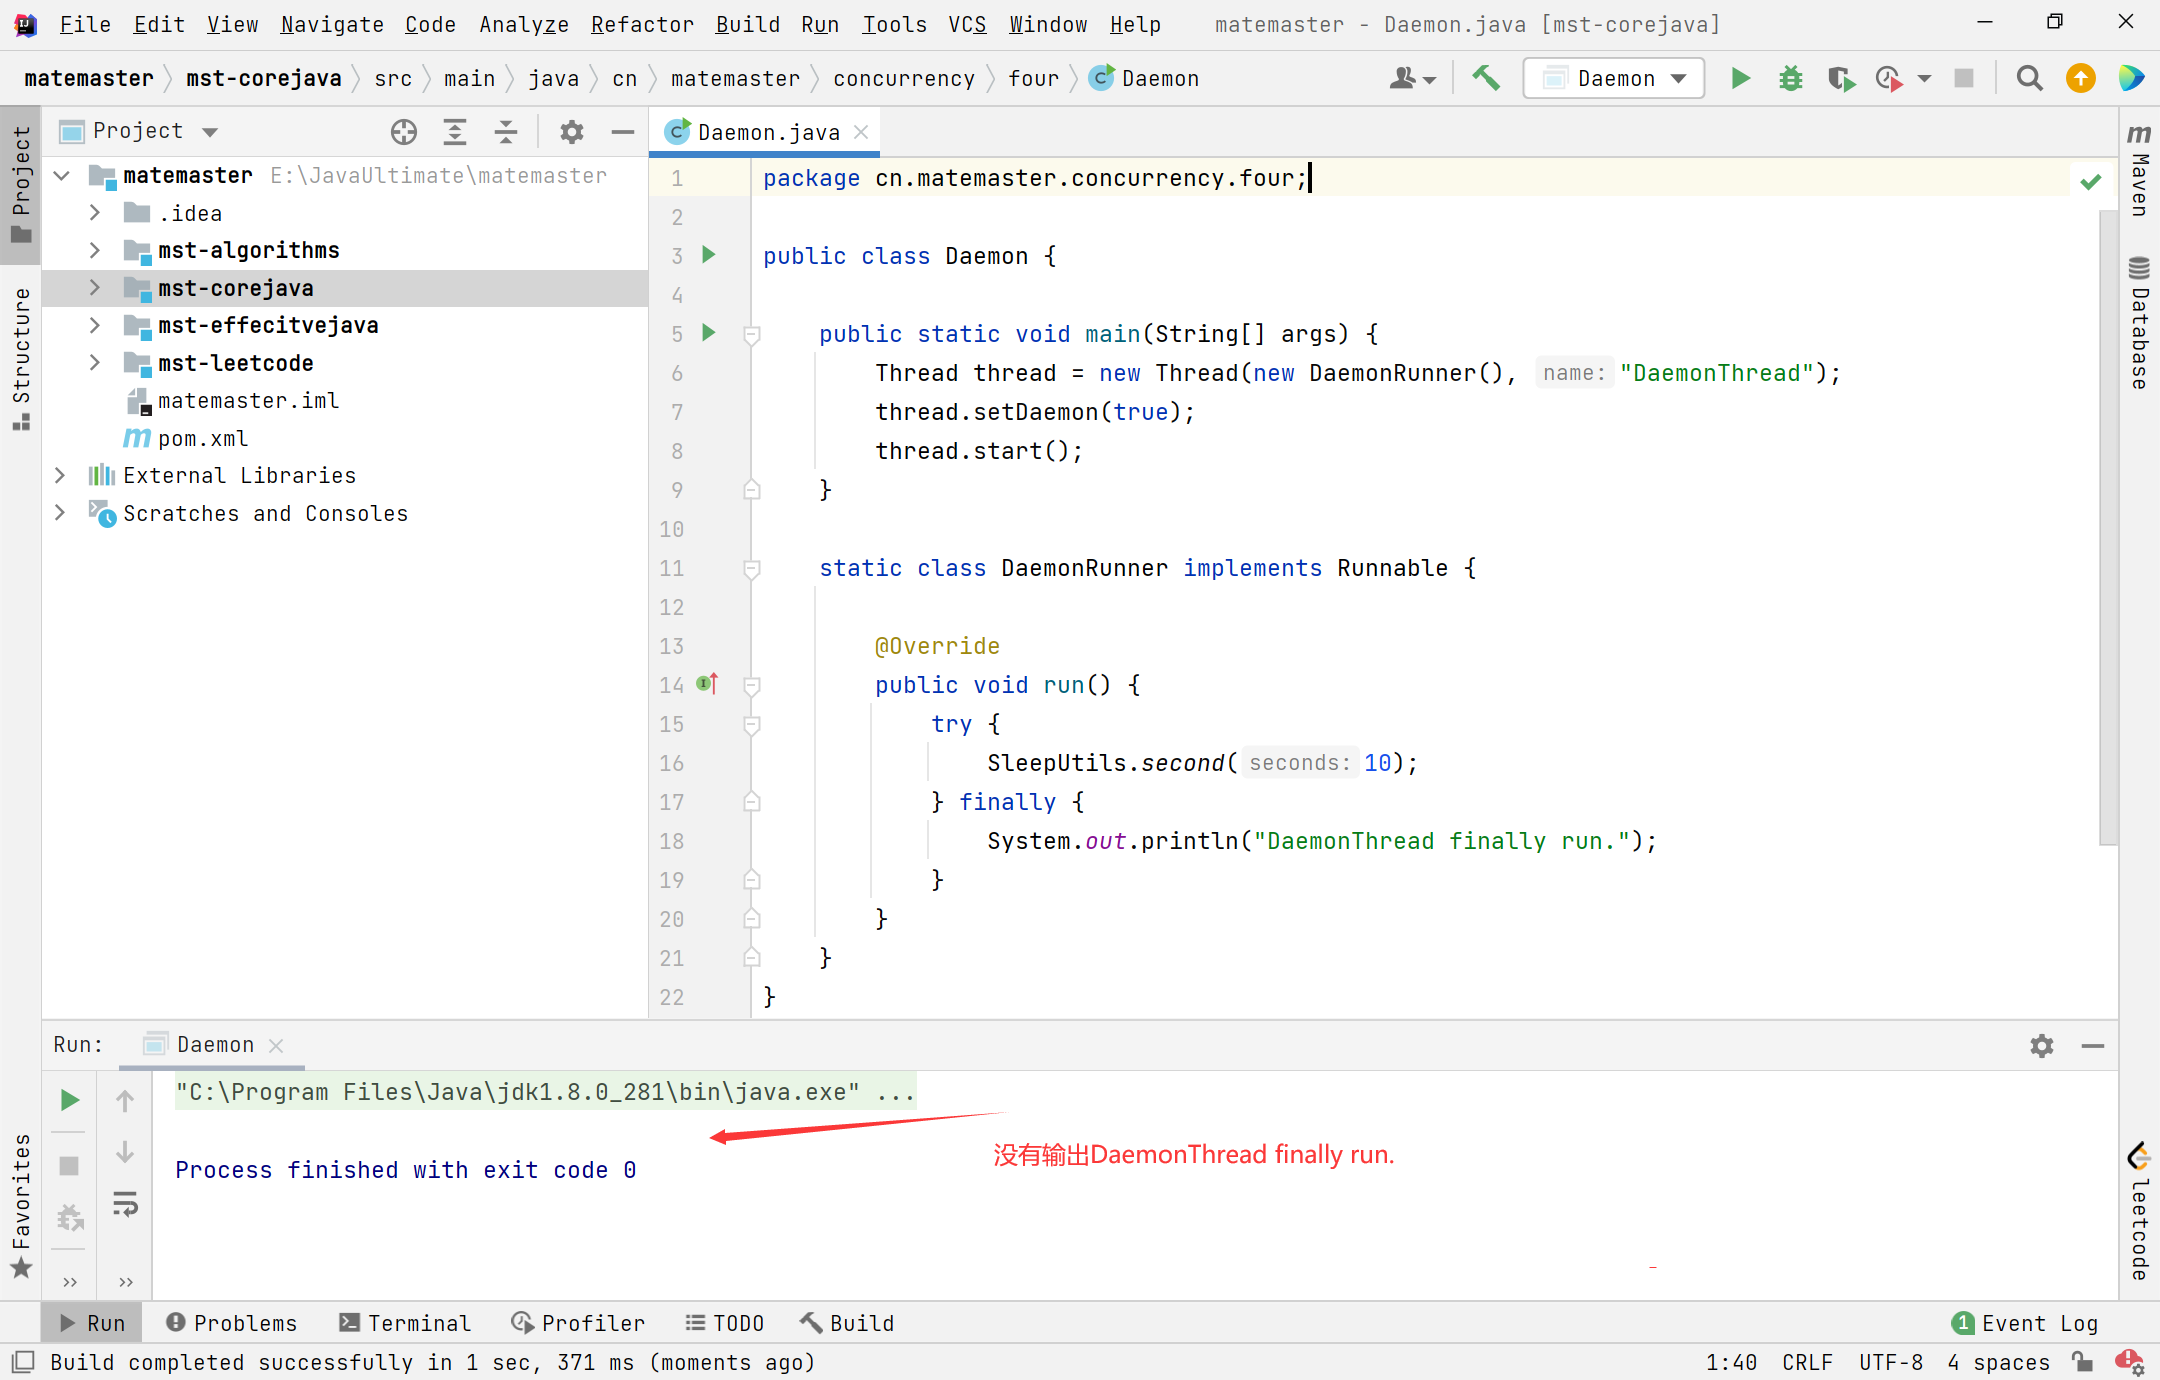 File Edit View Navigate Code Analyze Refactor Build Run Tools VCS Window Help matemaster - Daemon.java [mst-corejava]
matemaster mst-corejava src main java cn matemaster concurrency four Daemon
Daemon
Project
Daemon.java
Project
Structure
Favorites
matemaster E:\JavaUltimate\matemaster
.idea
mst-algorithms
mst-corejava
mst-effecitvejava
mst-leetcode
matemaster.iml
pom.xml
External Libraries
Scratches and Consoles
1 package cn.matemaster.concurrency.four;
2
3 public class Daemon {
4
5 public static void main(String[] args) {
6 Thread thread = new Thread(new DaemonRunner(), name: "DaemonThread");
7 thread.setDaemon(true);
8 thread.start();
9 }
10
11 static class DaemonRunner implements Runnable {
12
13 @Override
14 public void run() {
15 try {
16 SleepUtils.second( seconds: 10);
17 } finally {
18 System.out.println("DaemonThread finally run.");
19 }
20 }
21 }
22 }
Maven
Database
leetcode
Run: Daemon
"C:\Program Files\Java\jdk1.8.0_281\bin\java.exe" ...
没有输出DaemonThread finally run.
Process finished with exit code 0
Run Problems Terminal Profiler TODO Build 1 Event Log
Build completed successfully in 1 sec, 371 ms (moments ago) 1:40 CRLF UTF-8 4 spaces